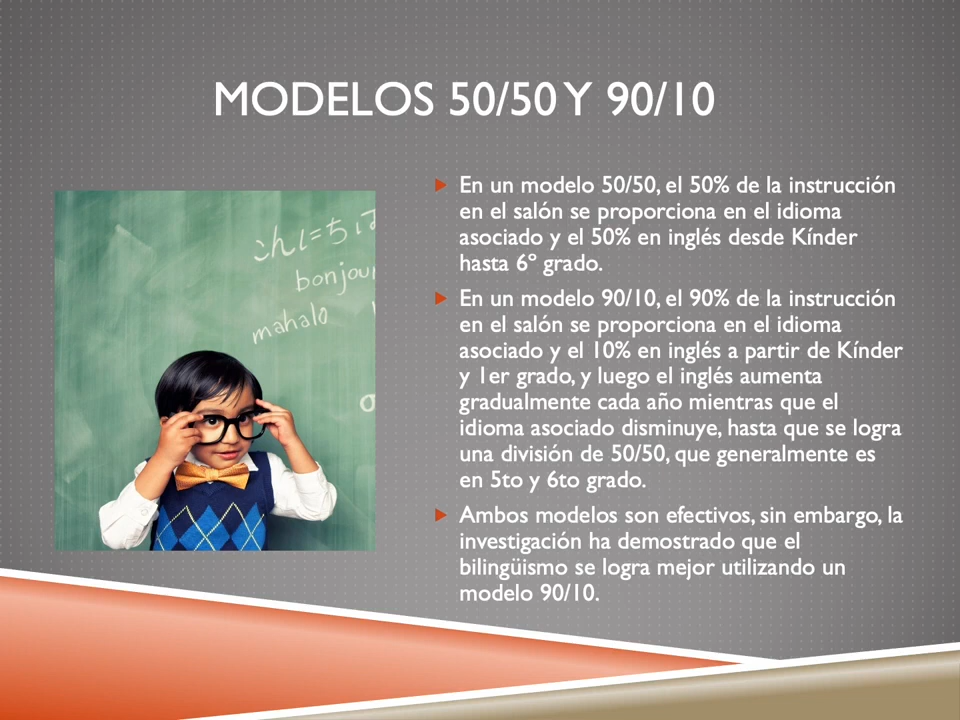 MODELOS 50/50 Y 90/10
En un modelo 50/50, el 50% de la instrucción
en el salón se proporciona en el idioma
asociado y el 50% en inglés desde Kínder
hasta 6º grado.
En un modelo 90/10, el 90% de la instrucción
en el salón se proporciona en el idioma
asociado y el 10% en inglés a partir de Kínder
y 1er grado, y luego el inglés aumenta
gradualmente cada año mientras que el
idioma asociado disminuye, hasta que se logra
una división de 50/50, que generalmente es
en 5to y 6to grado.
Ambos modelos son efectivos, sin embargo, la
investigación ha demostrado que el
bilingüismo se logra mejor utilizando un
modelo 90/10.
bonjour
mahalo